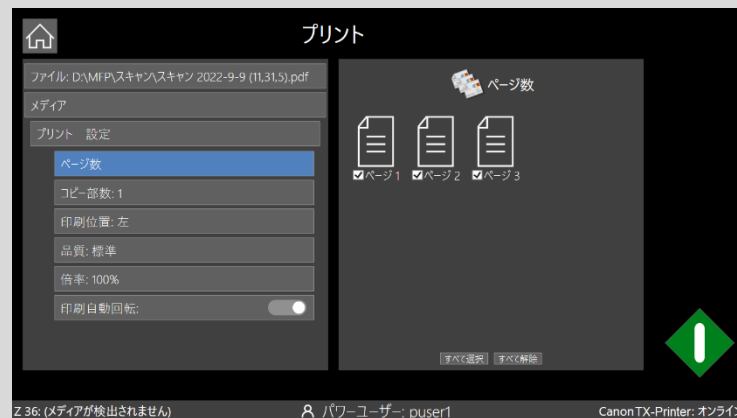 プリント
ファイル: D:\MFP\スキャン\スキャン 2022-9-9 (11,31,5).pdf
メディア
プリント 設定
ページ数
コピー部数: 1
印刷位置: 左
品質: 標準
倍率: 100%
印刷自動回転:
ページ数
ページ 1 ページ 2 ページ 3
すべて選択 すべて解除
Z 36: (メディアが検出されません) パワーユーザー: puser1 Canon TX-Printer: オンライン